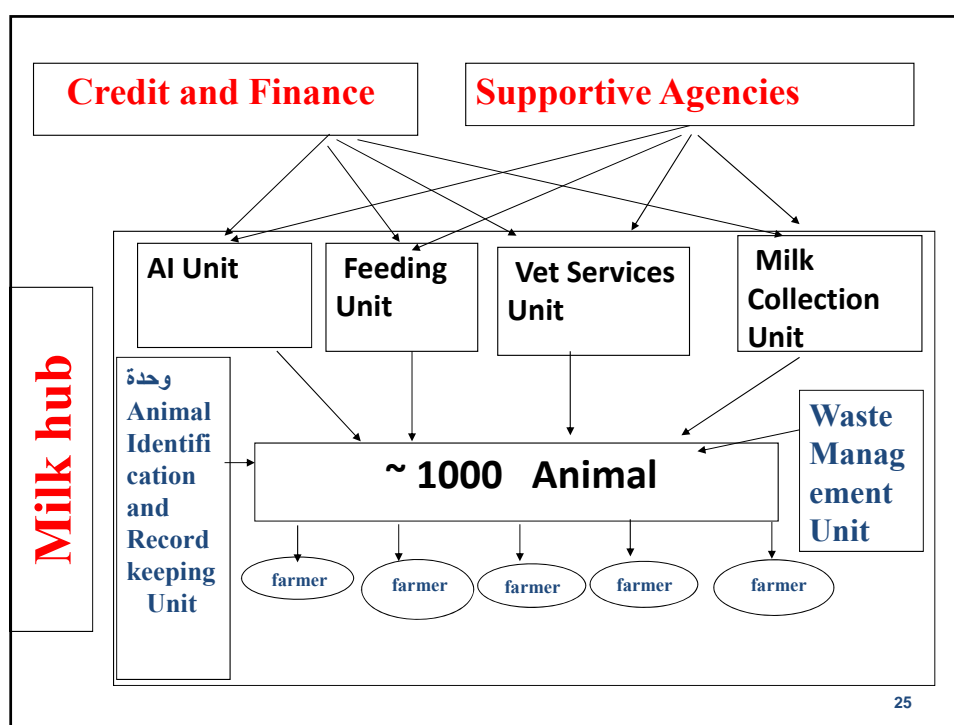 Credit and Finance
Supportive Agencies
AI Unit
Feeding
Unit
Vet Services
Unit
Milk
Collection
Unit
Milk hub
وحدة
Animal
Identifi
cation
and
Record
keeping
Unit
Waste
Manag
ement
Unit
~ 1000 Animal
farmer
farmer
farmer
farmer
farmer
25